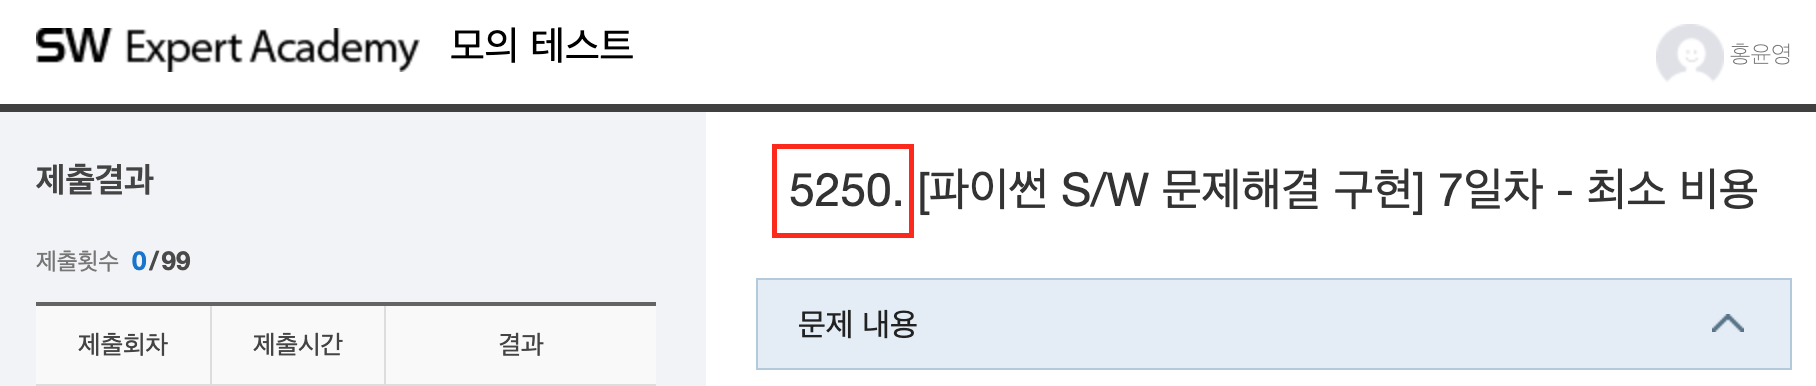 SW Expert Academy 모의 테스트
홍윤영
제출결과
제출횟수 0/99
제출회차 제출시간 결과
5250. [파이썬 S/W 문제해결 구현] 7일차 - 최소 비용
문제 내용